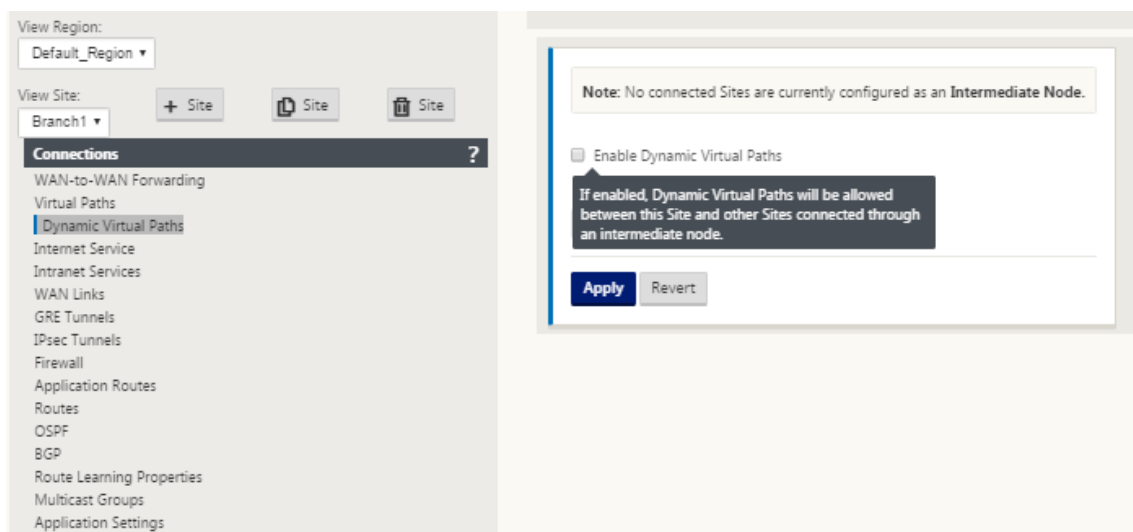 View Region:
Default_Region
View Site:
Branch1
+ Site
Site
Site
Connections ?
WAN-to-WAN Forwarding
Virtual Paths
Dynamic Virtual Paths
Internet Service
Intranet Services
WAN Links
GRE Tunnels
IPsec Tunnels
Firewall
Application Routes
Routes
OSPF
BGP
Route Learning Properties
Multicast Groups
Application Settings
Note: No connected Sites are currently configured as an Intermediate Node.
Enable Dynamic Virtual Paths
If enabled, Dynamic Virtual Paths will be allowed
between this Site and other Sites connected through
an intermediate node.
Apply Revert